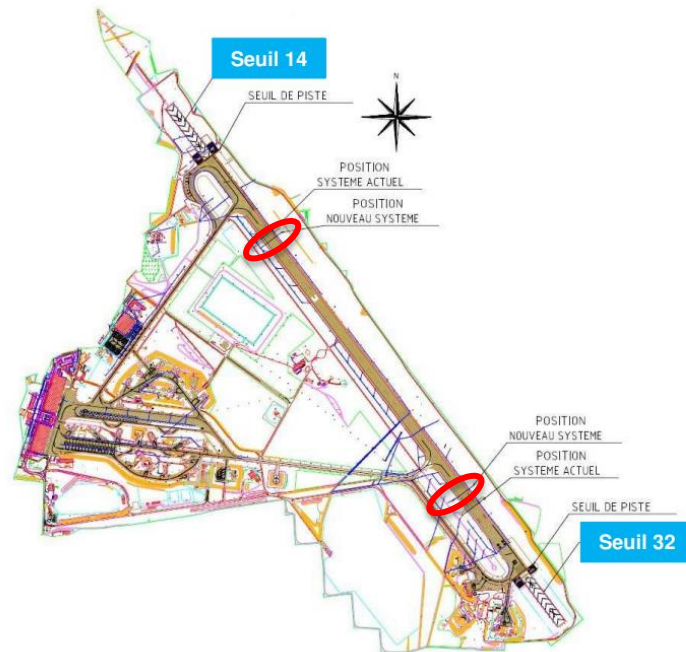 Seuil 14
N
SEUIL DE PISTE
POSITION
SYSTEME ACTUEL
POSITION
NOUVEAU SYSTEME
POSITION
NOUVEAU SYSTEME
POSITION
SYSTEME ACTUEL
SEUIL DE PISTE
Seuil 32